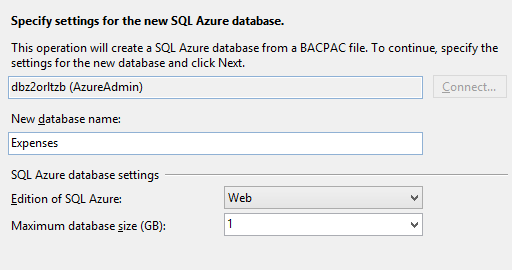 Specify settings for the new SQL Azure database.
This operation will create a SQL Azure database from a BACPAC file. To continue, specify the
settings for the new database and click Next.
dbz2orltzb (AzureAdmin)
Connect...
New database name:
Expenses
SQL Azure database settings
Edition of SQL Azure:
Web
Maximum database size (GB):
1